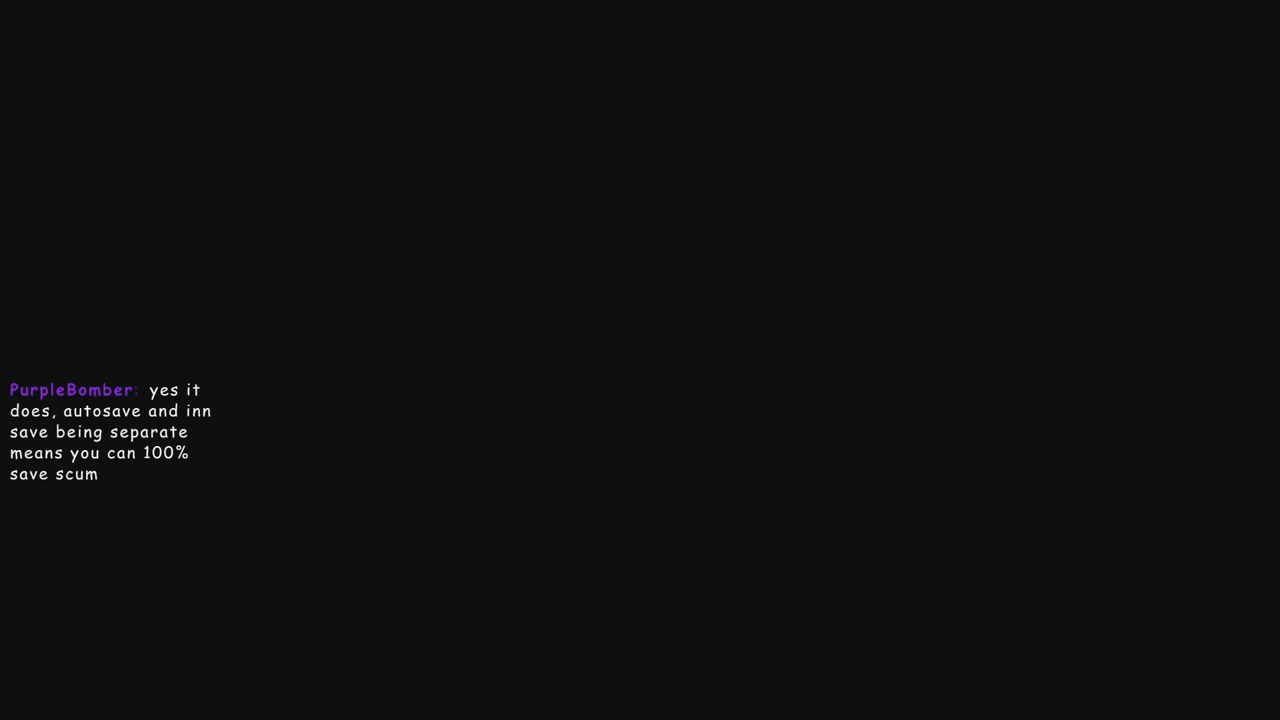 PurpleBomber: yes it
does, autosave and inn
save being separate
means you can 100%
save scum